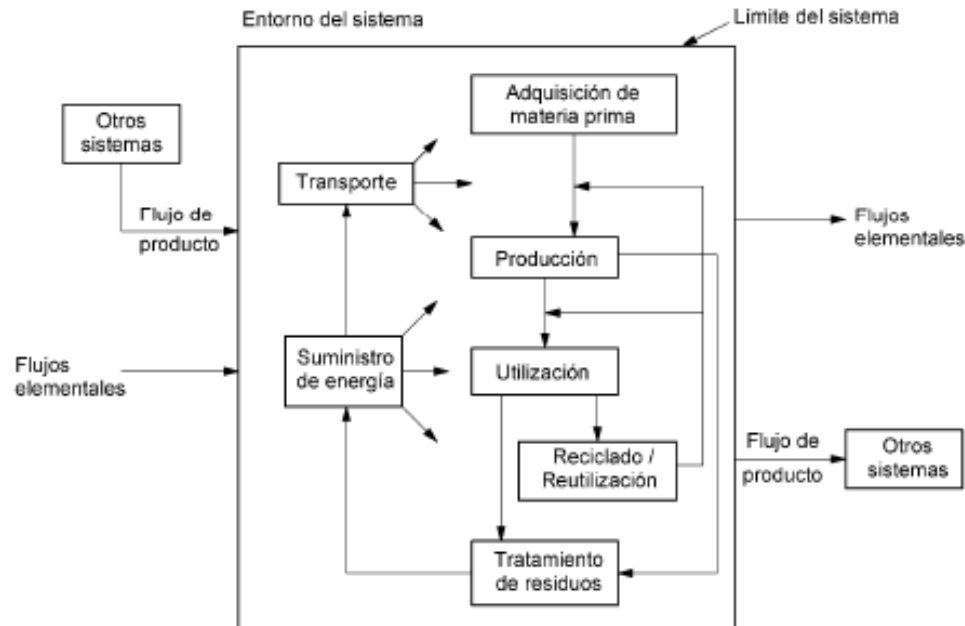 Entorno del sistema
Limite del sistema
Adquisición de
materia prima
Otros
sistemas
Transporte
Flujo de
producto
Flujos
elementales
Producción
Flujos
elementales
Suministro
de energía
Utilización
Reciclado /
Reutilización
Flujo de
producto
Otros
sistemas
Tratamiento
de residuos